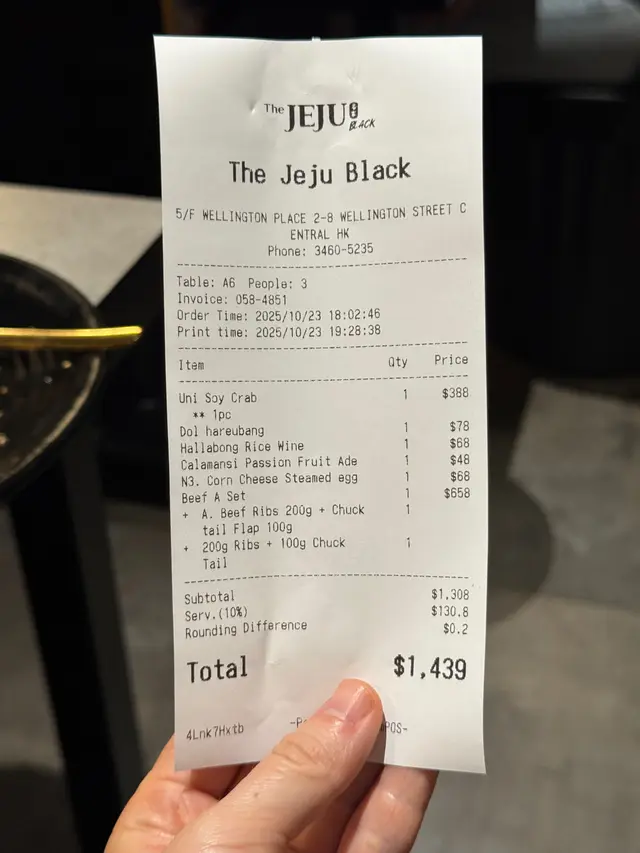 The JEJU BLACK
The Jeju Black
5/F WELLINGTON PLACE 2-8 WELLINGTON STREET C
ENTRAL HK
Phone: 3460-5235
Table: A6 People: 3
Invoice: 058-4851
Order Time: 2025/10/23 18:02:46
Print time: 2025/10/23 19:28:38
Item Qty Price
Uni Soy Crab 1 $388
** 1pc
Dol hareubang 1 $78
Hallabong Rice Wine 1 $68
Calamansi Passion Fruit Ade 1 $48
N3. Corn Cheese Steamed egg 1 $68
Beef A Set 1 $658
+ A. Beef Ribs 200g + Chuck 1
tail Flap 100g
+ 200g Ribs + 100g Chuck 1
Tail
Subtotal $1,308
Serv.(10%) $130.8
Rounding Difference $0.2
Total $1,439
4Lnk7Hxtb